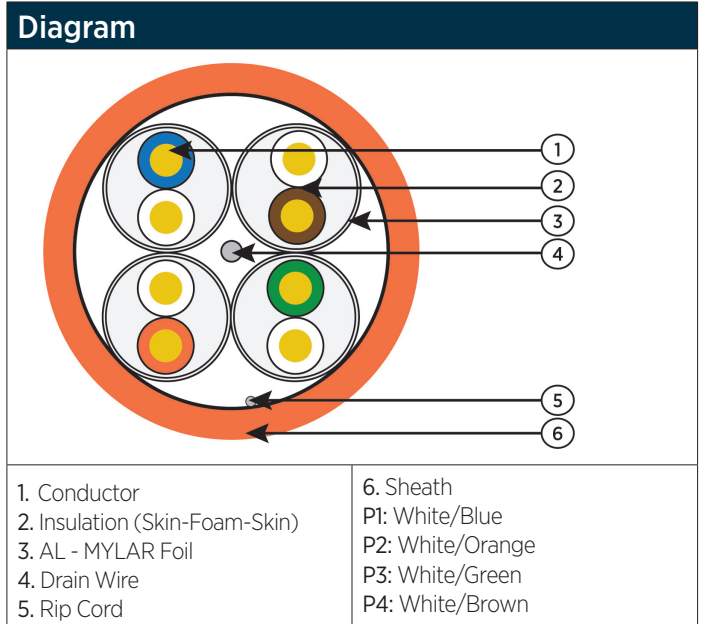 Diagram
1
2
3
4
5
6
1. Conductor
2. Insulation (Skin-Foam-Skin)
3. AL - MYLAR Foil
4. Drain Wire
5. Rip Cord
6. Sheath
P1: White/Blue
P2: White/Orange
P3: White/Green
P4: White/Brown